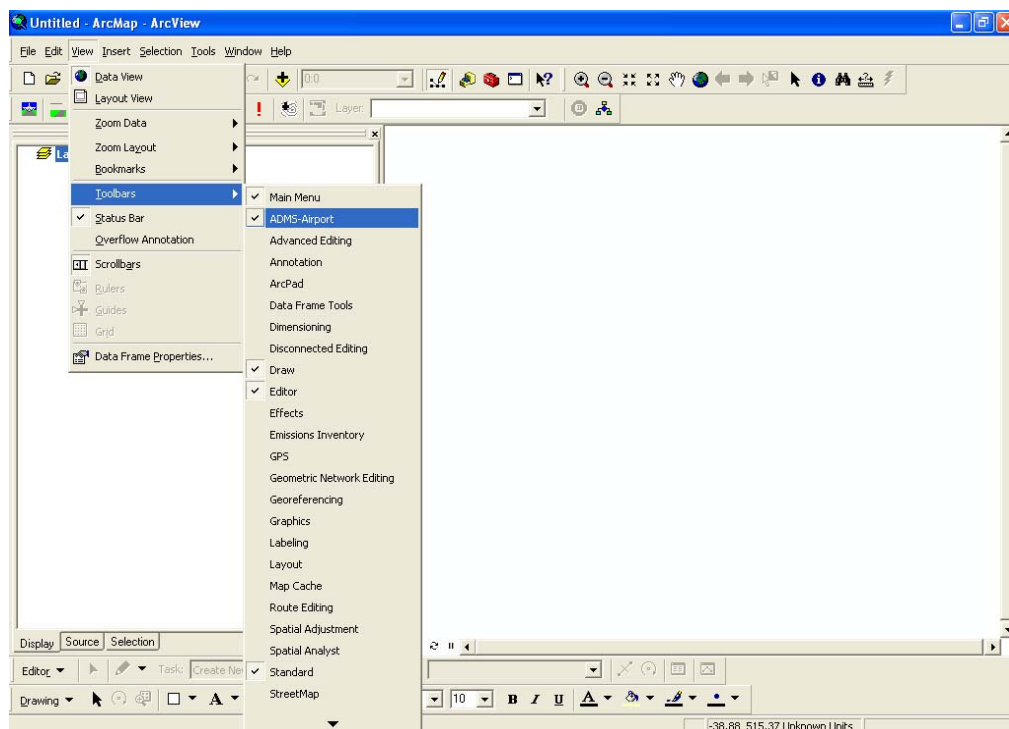 Untitled - ArcMap - ArcView
File Edit View Insert Selection Tools Window Help
Data View
0:0
Layout View
Layer:
Zoom Data
Zoom Layout
Bookmarks
Toolbars
Main Menu
Status Bar
ADMS-Airport
Overflow Annotation
Advanced Editing
Annotation
Scrollbars
ArcPad
Rulers
Data Frame Tools
Guides
Dimensioning
Grid
Disconnected Editing
Data Frame Properties...
Draw
Editor
Effects
Emissions Inventory
GPS
Geometric Network Editing
Georeferencing
Graphics
Labeling
Layout
Map Cache
Route Editing
Spatial Adjustment
Display Source Selection
Spatial Analyst
Editor Task: Create Ne
Standard
StreetMap
Drawing A 10 B I U A
-38.88 515.37 Unknown Units